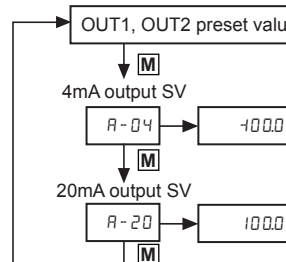 OUT1, OUT2 preset valu
M
4mA output SV
A-04
-100.0
M
20mA output SV
A-20
100.0
M